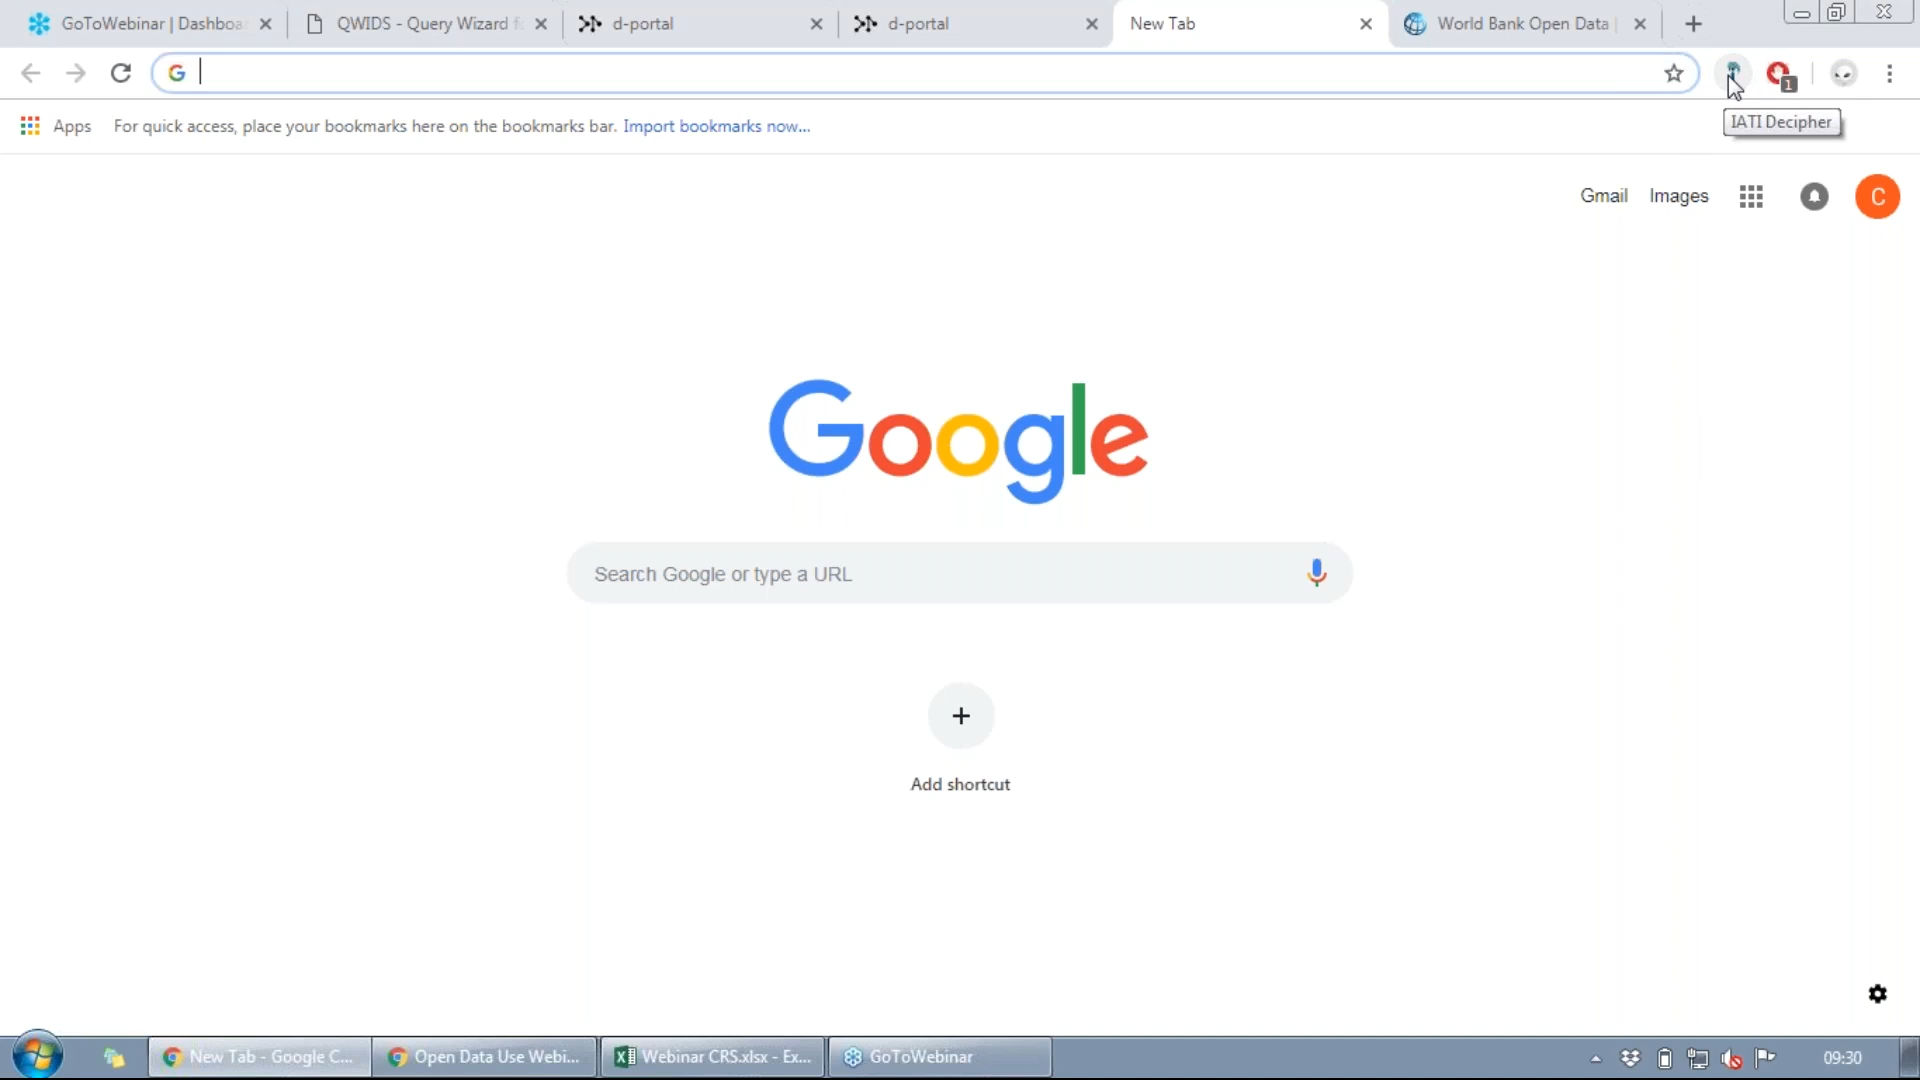 GoToWebinar | Dashboa
QWIDS - Query Wizard f
d-portal
d-portal
New Tab
World Bank Open Data |
Apps
For quick access, place your bookmarks here on the bookmarks bar. Import bookmarks now...
1
IATI Decipher
Gmail
Images
C
Google
Search Google or type a URL
Add shortcut
New Tab - Google C...
Open Data Use Webi...
Webinar CRS.xlsx - Ex...
GoToWebinar
09:30